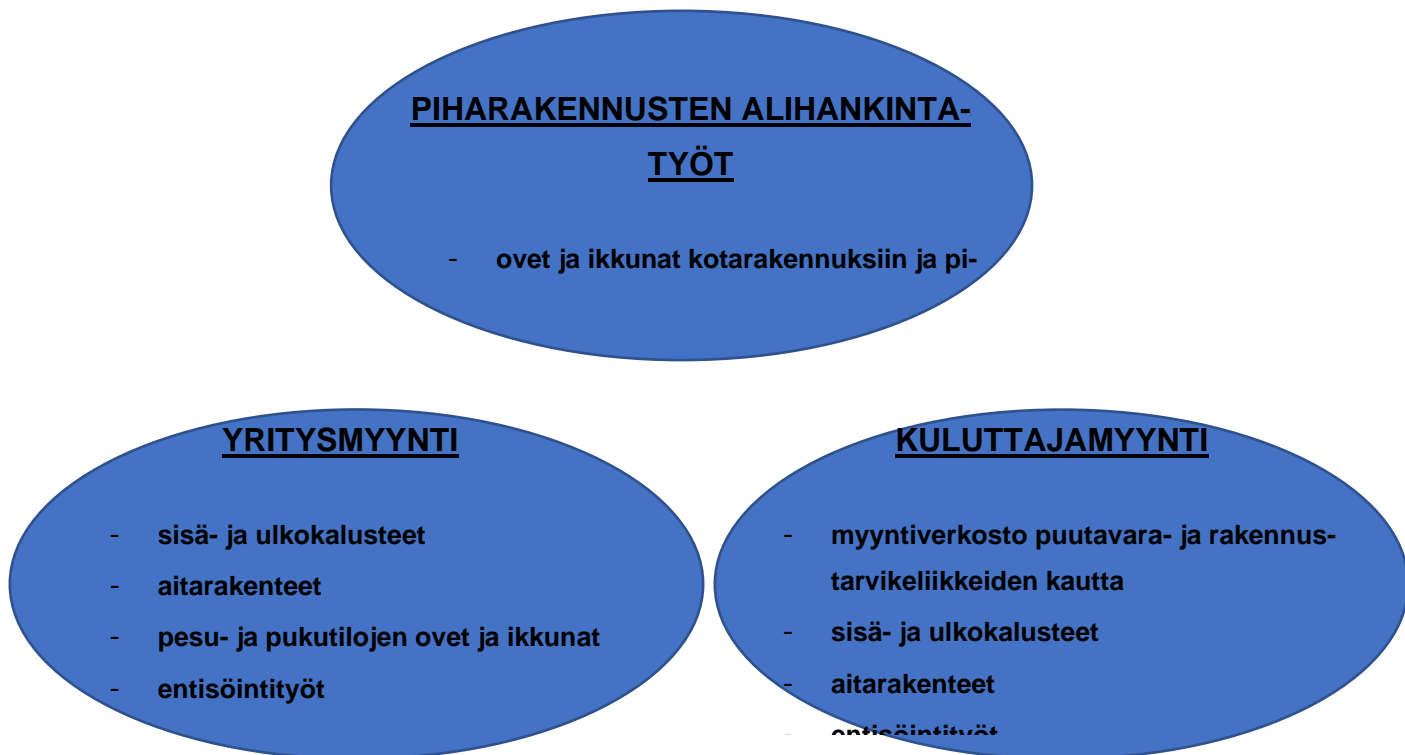 PIHARAKENNUSTEN ALIHANKINTA-
TYÖT
- ovet ja ikkunat kotarakennuksiin ja pi-
YRITYSMYYNTI
- sisä- ja ulkokalusteet
- aitarakenteet
- pesu- ja pukutilojen ovet ja ikkunat
- entisöintityöt
KULUTTAJAMYYNTI
- myyntiverkosto puutavara- ja rakennus-
tarvikeliikkeiden kautta
- sisä- ja ulkokalusteet
- aitarakenteet
- entisöintityöt